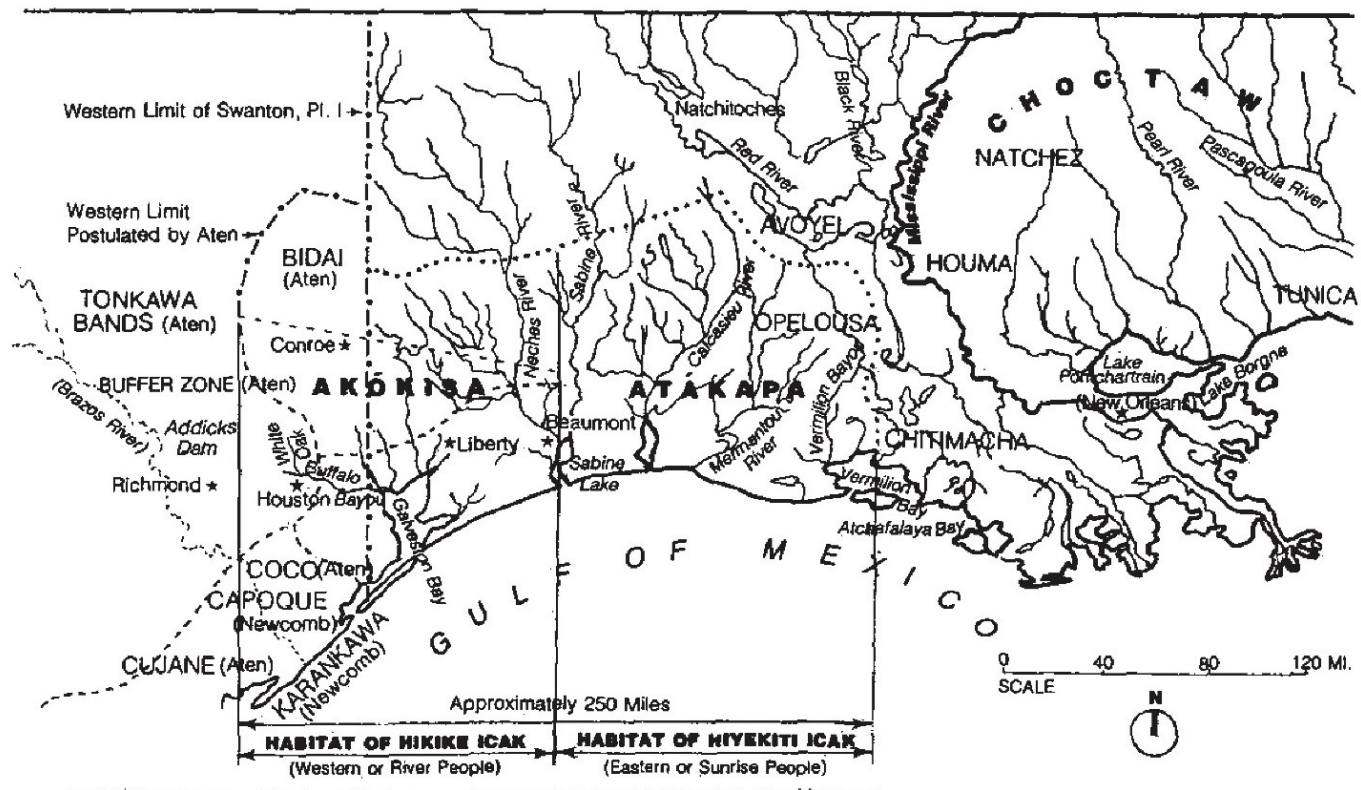 Western Limit of Swanton, Pl. I
Western Limit
Postulated by Aten
BIDAI
(Aten)
TONKAWA
BANDS (Aten)
Conroe
BUFFER ZONE (Aten)
(Brazos River)
Addicks
Dam
Richmond
White
Oak
Buffalo
Bayou
Houston
AKOKISA
Liberty
Beaumont
Galveston Bay
COCO (Aten)
CAPOQUE
(Newcomb)
CUJANE (Aten)
KARANKAWA
(Newcomb)
Neches River
Sabine River
Sabine
Lake
ATAKAPA
Calcasieu River
Mermentou
River
Vermilion Bayou
OPELOUSA
AVOYEL
Natchitoches
Red River
Black River
Mississippi River
CHOCTAW
NATCHEZ
Pearl River
Pascagoula River
HOUMA
TUNICA
Lake
Pontchartrain
(New Orleans)
Lake Borgne
CHITIMACHA
Vermilion
Bay
Atchafalaya Bay
GULF OF MEXICO
0 40 80 120 MI.
SCALE
N
Approximately 250 Miles
HABITAT OF HIKIKE ICAK
(Western or River People)
HABITAT OF HIYEKITI ICAK
(Eastern or Sunrise People)